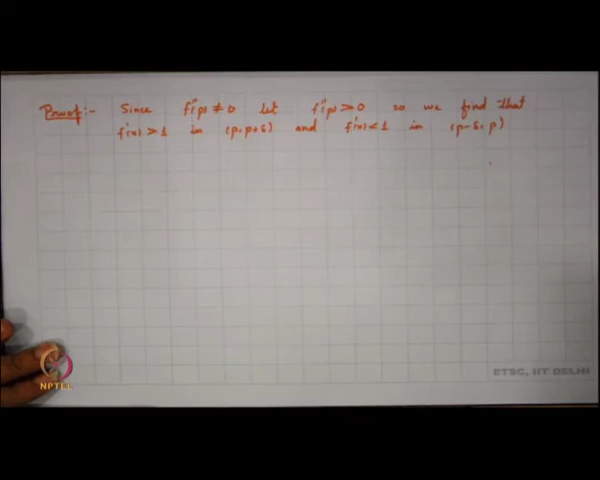 Proof:- Since f''(p) ≠ 0 let f''(p) > 0 so we find that
f'(x) > 1 in (p, p+δ) and f'(x) < 1 in (p-δ, p)
ETSC, IIT DELHI
NPTEL